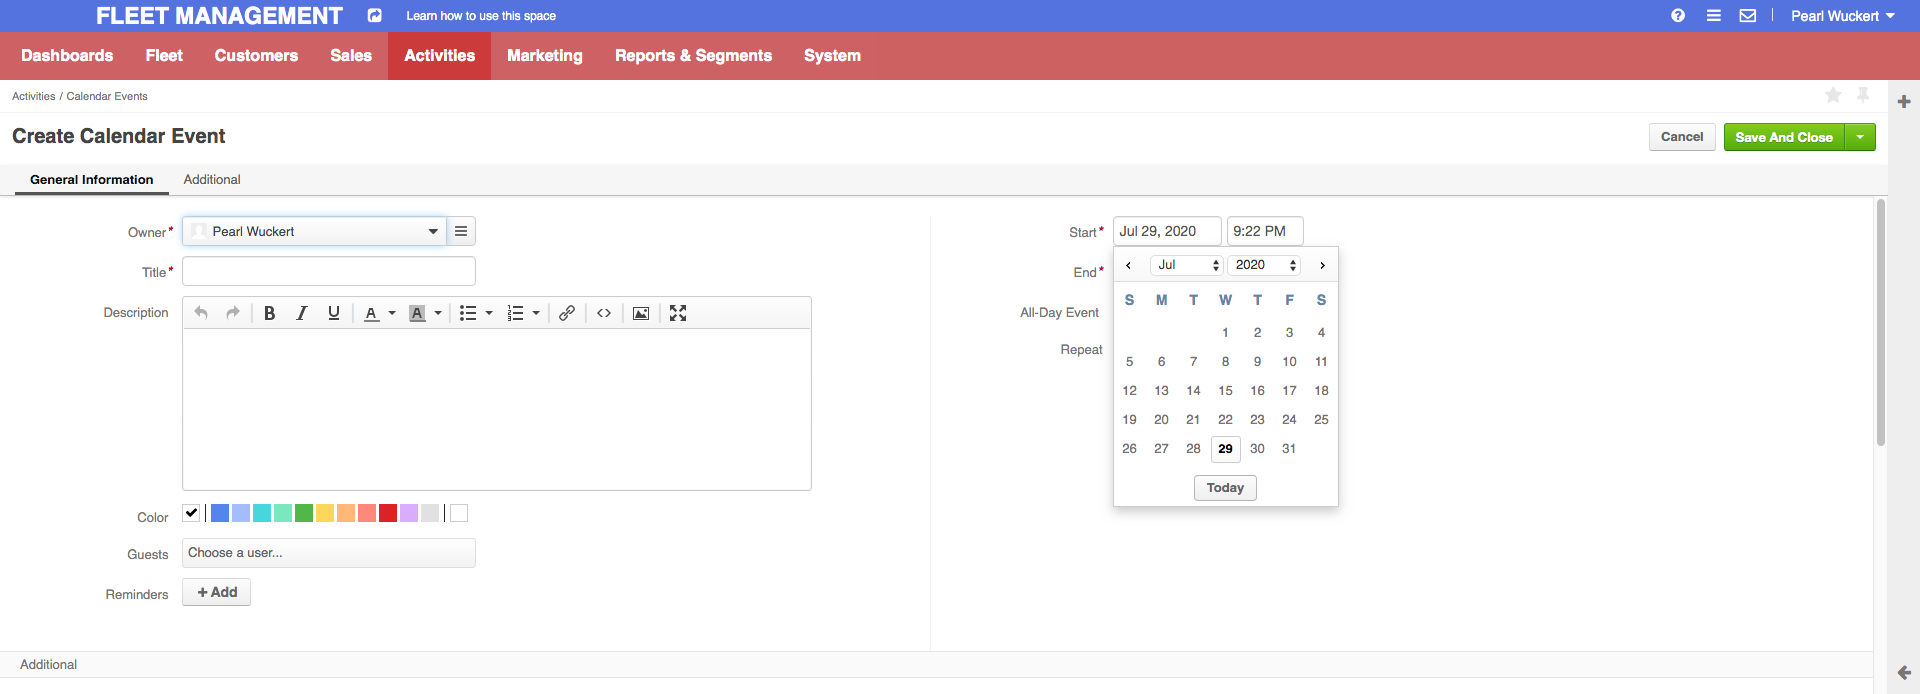 FLEET MANAGEMENT Learn how to use this space Pearl Wuckert
Dashboards Fleet Customers Sales Activities Marketing Reports & Segments System
Activities / Calendar Events
Create Calendar Event Cancel Save And Close
General Information Additional
Owner* Pearl Wuckert
Title*
Description
B I U A A
Color
Guests Choose a user...
Reminders + Add
Start* Jul 29, 2020 9:22 PM
End*
All-Day Event
Repeat
‹ Jul 2020 ›
S M T W T F S
1 2 3 4
5 6 7 8 9 10 11
12 13 14 15 16 17 18
19 20 21 22 23 24 25
26 27 28 29 30 31
Today
Additional